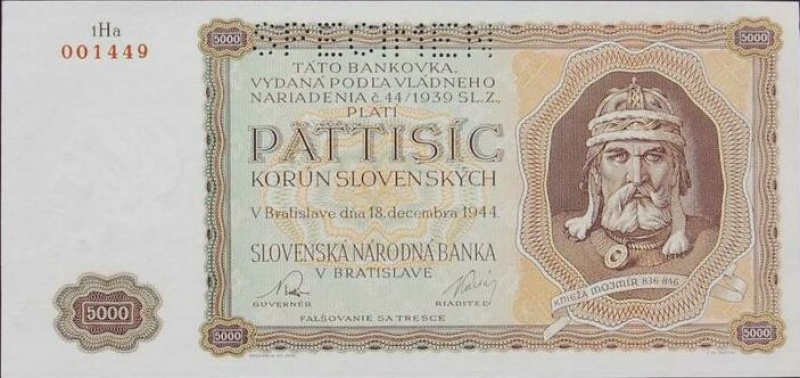 1Ha
001449
SPECIMEN
5000
5000
TÁTO BANKOVKA,
VYDANÁ PODĽA VLÁDNEHO
NARIADENIA č. 44/1939 SL. Z.,
PLATÍ
PÄŤTISÍC
KORÚN SLOVENSKÝCH
V Bratislave dňa 18. decembra 1944
SLOVENSKÁ NÁRODNÁ BANKA
V BRATISLAVE
GUVERNÉR
RIADITEĽ
FALŠOVANIE SA TRESCE
KNIEŽA MOJMÍR 836-846
5000
5000
5000